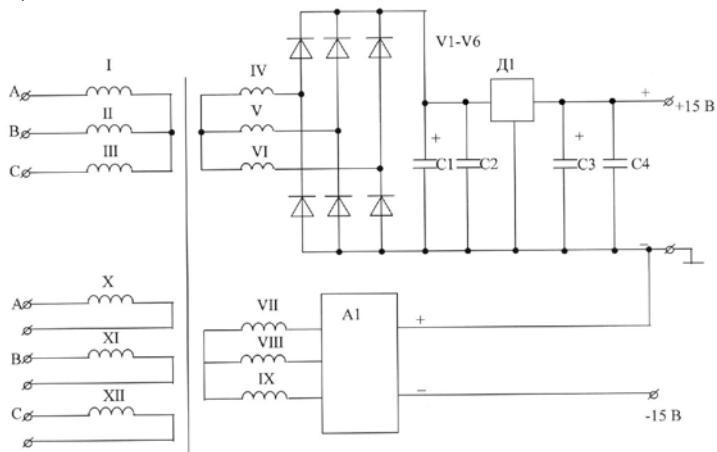 V1-V6
I
IV
Д1
A
+
+15 В
II
V
B
III
VI
+
+
C
C1
C2
C3
C4
−
X
VII
A1
A
+
XI
VIII
B
IX
XII
−
C
-15 В